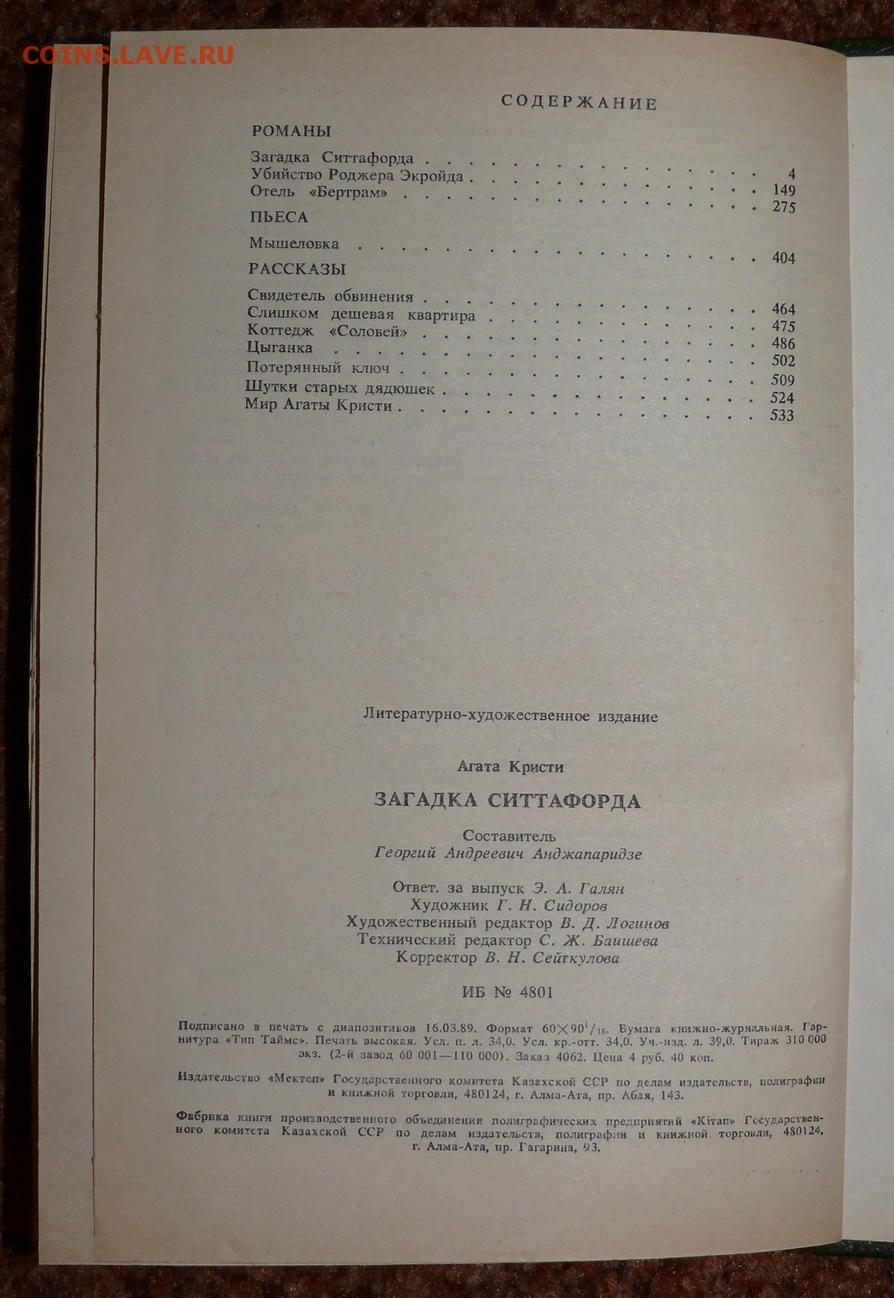 COINS.LAVE.RU
СОДЕРЖАНИЕ
РОМАНЫ
Загадка Ситтафорда . . . . . . . . . . . . 4
Убийство Роджера Экройда . . . . . . . . . . . 149
Отель «Бертрам» . . . . . . . . . . . . . 275
ПЬЕСА
Мышеловка . . . . . . . . . . . . . . 404
РАССКАЗЫ
Свидетель обвинения . . . . . . . . . . . . 464
Слишком дешевая квартира . . . . . . . . . . 475
Коттедж «Соловей» . . . . . . . . . . . . 486
Цыганка . . . . . . . . . . . . . . . 502
Потерянный ключ . . . . . . . . . . . . . 509
Шутки старых дядюшек . . . . . . . . . . . 524
Мир Агаты Кристи . . . . . . . . . . . . . 533
Литературно-художественное издание
Агата Кристи
ЗАГАДКА СИТТАФОРДА
Составитель
Георгий Андреевич Анджапаридзе
Ответ. за выпуск Э. А. Галян
Художник Г. Н. Сидоров
Художественный редактор В. Д. Логинов
Технический редактор С. Ж. Баишева
Корректор В. Н. Сейткулова
ИБ № 4801
Подписано в печать с диапозитивов 16.03.89. Формат 60×90¹/₁₆. Бумага книжно-журнальная. Гар-
нитура «Тип Таймс». Печать высокая. Усл. п. л. 34,0. Усл. кр.-отт. 34,0. Уч.-изд. л. 39,0. Тираж 310 000
экз. (2-й завод 60 001—110 000). Заказ 4062. Цена 4 руб. 40 коп.
Издательство «Мектеп» Государственного комитета Казахской ССР по делам издательств, полиграфии
и книжной торговли, 480124, г. Алма-Ата, пр. Абая, 143.
Фабрика книги производственного объединения полиграфических предприятий «Кітап» Государствен-
ного комитета Казахской ССР по делам издательств, полиграфии и книжной торговли, 480124,
г. Алма-Ата, пр. Гагарина, 93.